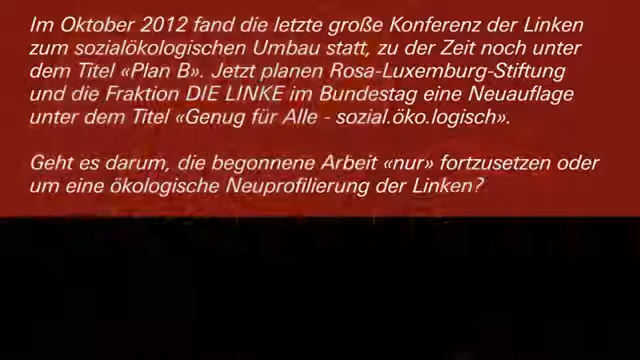 Im Oktober 2012 fand die letzte große Konferenz der Linken
zum sozialökologischen Umbau statt, zu der Zeit noch unter
dem Titel «Plan B». Jetzt planen Rosa-Luxemburg-Stiftung
und die Fraktion DIE LINKE im Bundestag eine Neuauflage
unter dem Titel «Genug für Alle - sozial.öko.logisch».
Geht es darum, die begonnene Arbeit «nur» fortzusetzen oder
um eine ökologische Neuprofilierung der Linken?